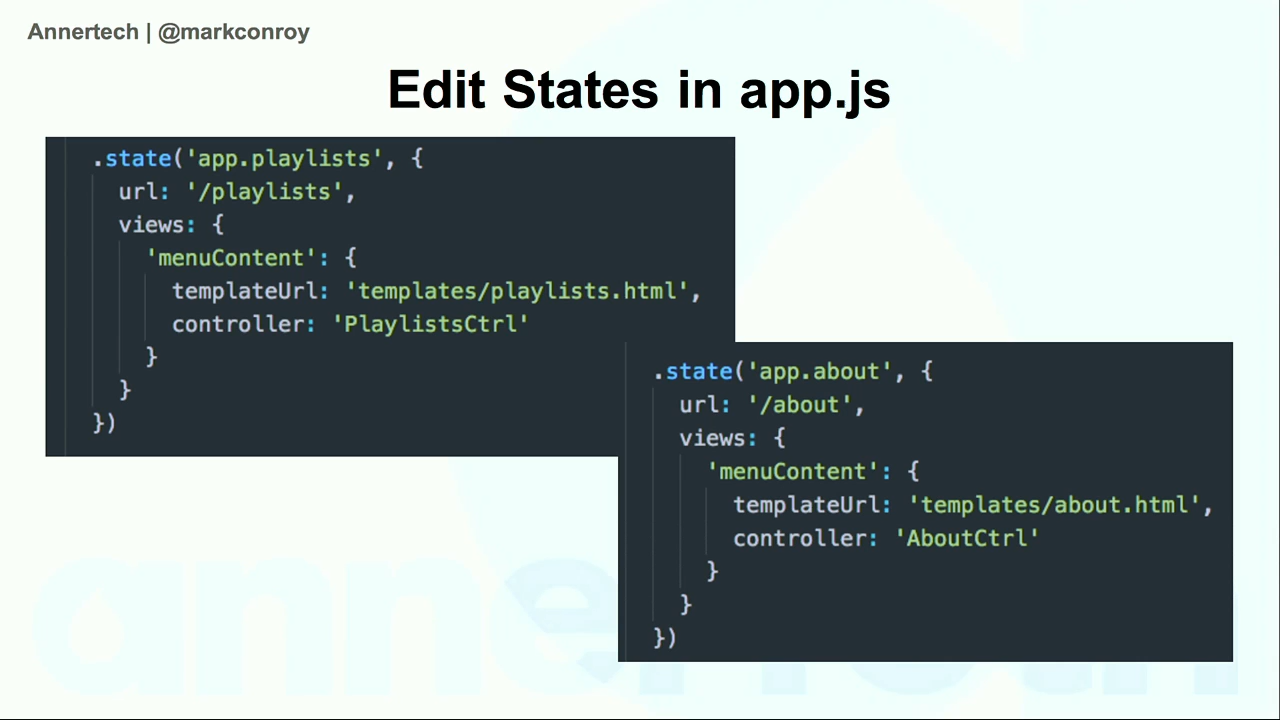 Annertech | @markconroy
Edit States in app.js
.state('app.playlists', {
url: '/playlists',
views: {
'menuContent': {
templateUrl: 'templates/playlists.html',
controller: 'PlaylistsCtrl'
}
}
})
.state('app.about', {
url: '/about',
views: {
'menuContent': {
templateUrl: 'templates/about.html',
controller: 'AboutCtrl'
}
}
})
annertech